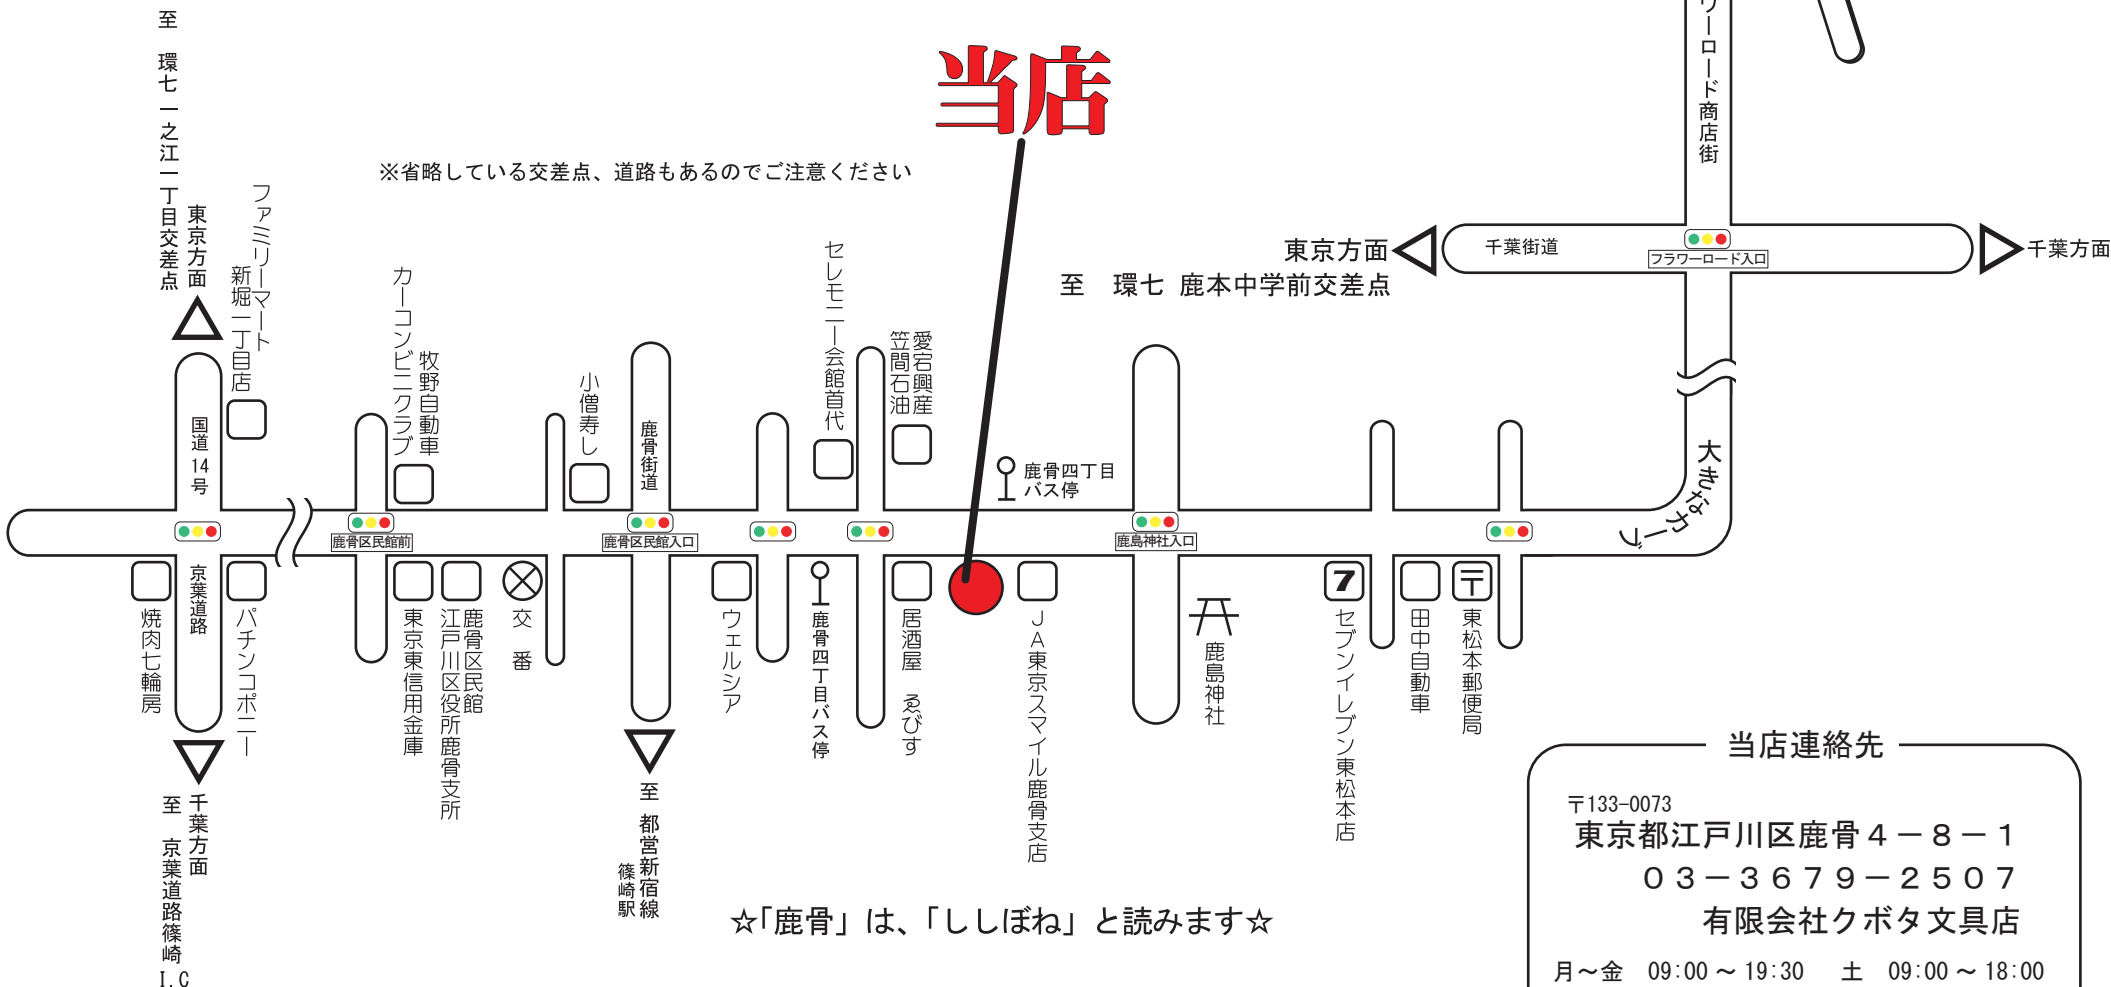 至　環七 一之江一丁目交差点
東京方面
ファミリーマート
新堀一丁目店
国道14号
京葉道路
焼肉七輪房
パチンコポニー
千葉方面
至　京葉道路篠崎I.C
※省略している交差点、道路もあるのでご注意ください
当店
カーコンビニクラブ
牧野自動車
鹿骨区民館前
東京東信用金庫
鹿骨区民館
江戸川区役所鹿骨支所
交　番
小僧寿し
鹿骨街道
鹿骨区民館入口
至　都営新宿線
篠崎駅
ウェルシア
セレモニー会館首代
鹿骨四丁目バス停
愛宕興産
笠間石油
居酒屋　ゑびす
鹿骨四丁目
バス停
ＪＡ東京スマイル鹿骨支店
鹿島神社入口
鹿島神社
7
セブンイレブン東松本店
田中自動車
〒
東松本郵便局
大きなカーブ
ワーロード商店街
東京方面
至　環七 鹿本中学前交差点
千葉街道
フラワーロード入口
千葉方面
☆「鹿骨」は、「ししぼね」と読みます☆
当店連絡先
〒133-0073
東京都江戸川区鹿骨４－８－１
０３－３６７９－２５０７
有限会社クボタ文具店
月～金　09:00～19:30　土　09:00～18:00